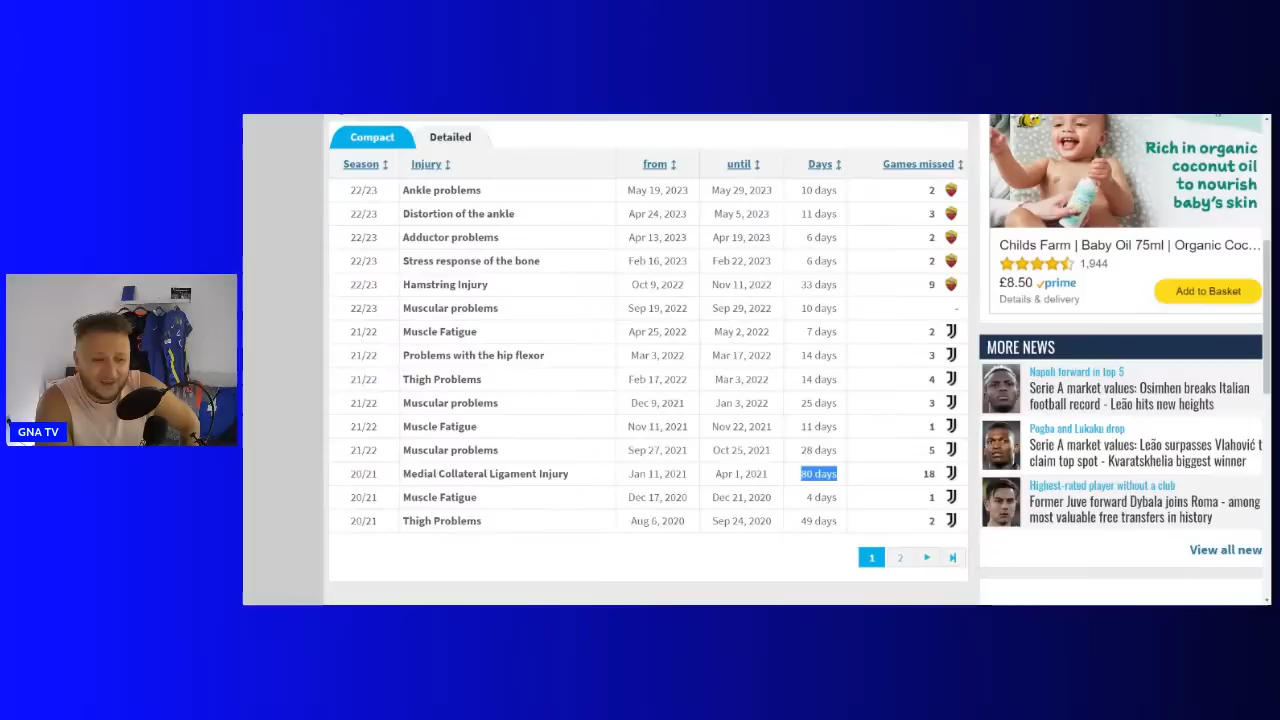 Compact Detailed
Season Injury from until Days Games missed
22/23 Ankle problems May 19, 2023 May 29, 2023 10 days 2
22/23 Distortion of the ankle Apr 24, 2023 May 5, 2023 11 days 3
22/23 Adductor problems Apr 13, 2023 Apr 19, 2023 6 days 2
22/23 Stress response of the bone Feb 16, 2023 Feb 22, 2023 6 days 2
22/23 Hamstring Injury Oct 9, 2022 Nov 11, 2022 33 days 9
22/23 Muscular problems Sep 19, 2022 Sep 29, 2022 10 days -
21/22 Muscle Fatigue Apr 25, 2022 May 2, 2022 7 days 2
21/22 Problems with the hip flexor Mar 3, 2022 Mar 17, 2022 14 days 3
21/22 Thigh Problems Feb 17, 2022 Mar 3, 2022 14 days 4
21/22 Muscular problems Dec 9, 2021 Jan 3, 2022 25 days 3
21/22 Muscle Fatigue Nov 11, 2021 Nov 22, 2021 11 days 1
21/22 Muscular problems Sep 27, 2021 Oct 25, 2021 28 days 5
20/21 Medial Collateral Ligament Injury Jan 11, 2021 Apr 1, 2021 80 days 18
20/21 Muscle Fatigue Dec 17, 2020 Dec 21, 2020 4 days 1
20/21 Thigh Problems Aug 6, 2020 Sep 24, 2020 49 days 2
1 2
Rich in organic
coconut oil
to nourish
baby's skin
Childs Farm | Baby Oil 75ml | Organic Coc...
1,944
£8.50 prime
Details & delivery
Add to Basket
MORE NEWS
Napoli forward in top 5
Serie A market values: Osimhen breaks Italian
football record - Leão hits new heights
Pogba and Lukaku drop
Serie A market values: Leão surpasses Vlahović t
claim top spot - Kvaratskhelia biggest winner
Highest-rated player without a club
Former Juve forward Dybala joins Roma - among
most valuable free transfers in history
View all new
GNA TV